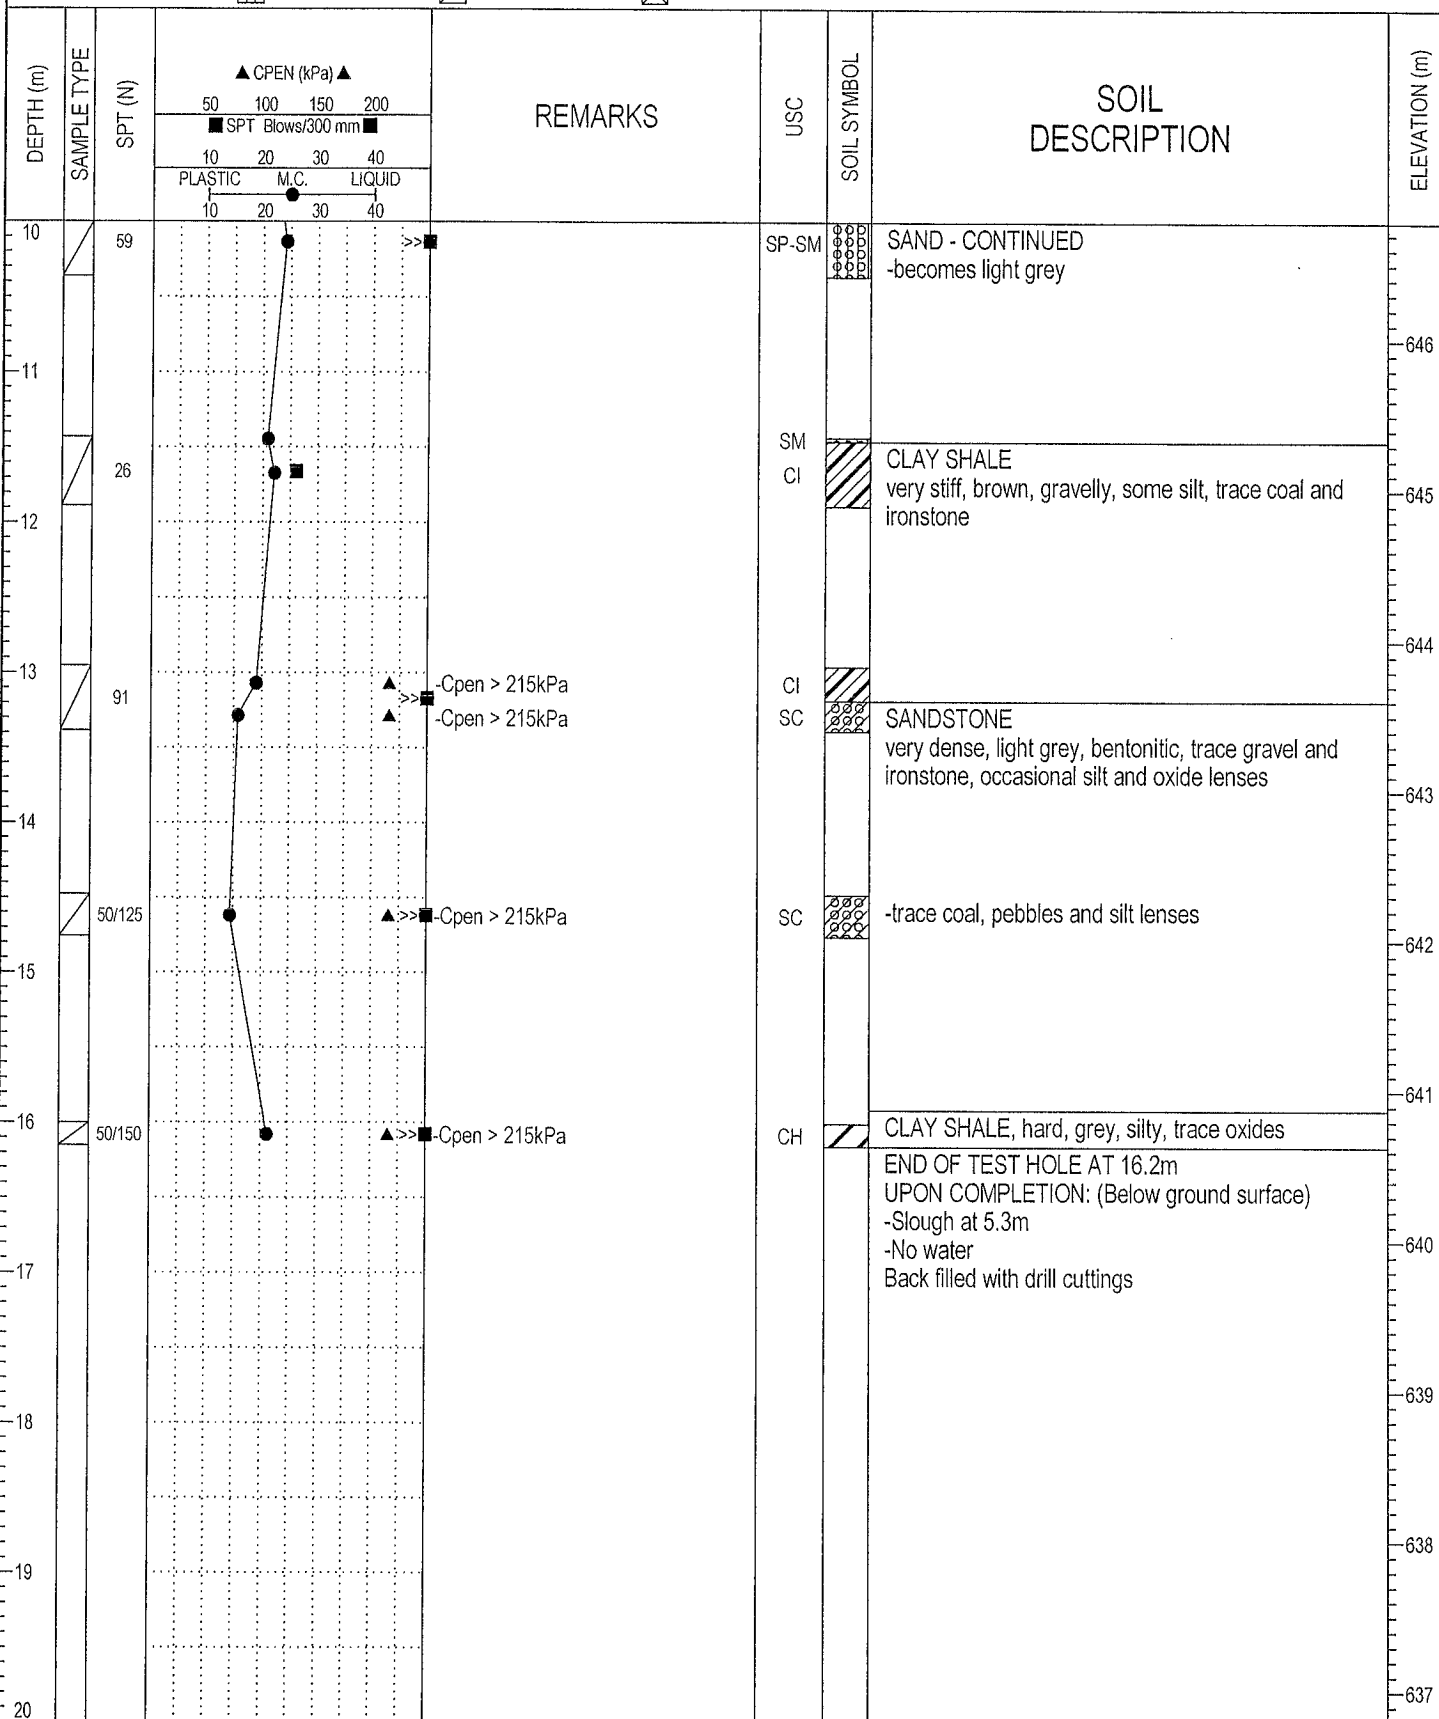 DEPTH (m)
SAMPLE TYPE
SPT (N)
▲ CPEN (kPa) ▲
50 100 150 200
■ SPT Blows/300 mm ■
10 20 30 40
PLASTIC M.C. LIQUID
10 20 30 40
REMARKS
USC
SOIL SYMBOL
SOIL
DESCRIPTION
ELEVATION (m)
10
59
>>
SP-SM
SAND - CONTINUED
-becomes light grey
646
11
SM
26
CI
CLAY SHALE
very stiff, brown, gravelly, some silt, trace coal and
ironstone
645
12
644
13
91
-Cpen > 215kPa
>>
-Cpen > 215kPa
CI
SC
SANDSTONE
very dense, light grey, bentonitic, trace gravel and
ironstone, occasional silt and oxide lenses
643
14
50/125
>>
-Cpen > 215kPa
SC
-trace coal, pebbles and silt lenses
642
15
641
16
50/150
>>
-Cpen > 215kPa
CH
CLAY SHALE, hard, grey, silty, trace oxides
END OF TEST HOLE AT 16.2m
UPON COMPLETION: (Below ground surface)
-Slough at 5.3m
-No water
Back filled with drill cuttings
640
17
639
18
638
19
637
20